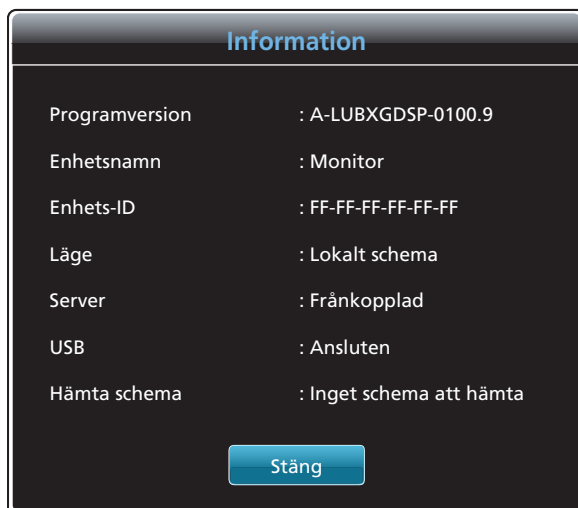 Information
Programversion : A-LUBXGDSP-0100.9
Enhetsnamn : Monitor
Enhets-ID : FF-FF-FF-FF-FF-FF
Läge : Lokalt schema
Server : Frånkopplad
USB : Ansluten
Hämta schema : Inget schema att hämta
Stäng